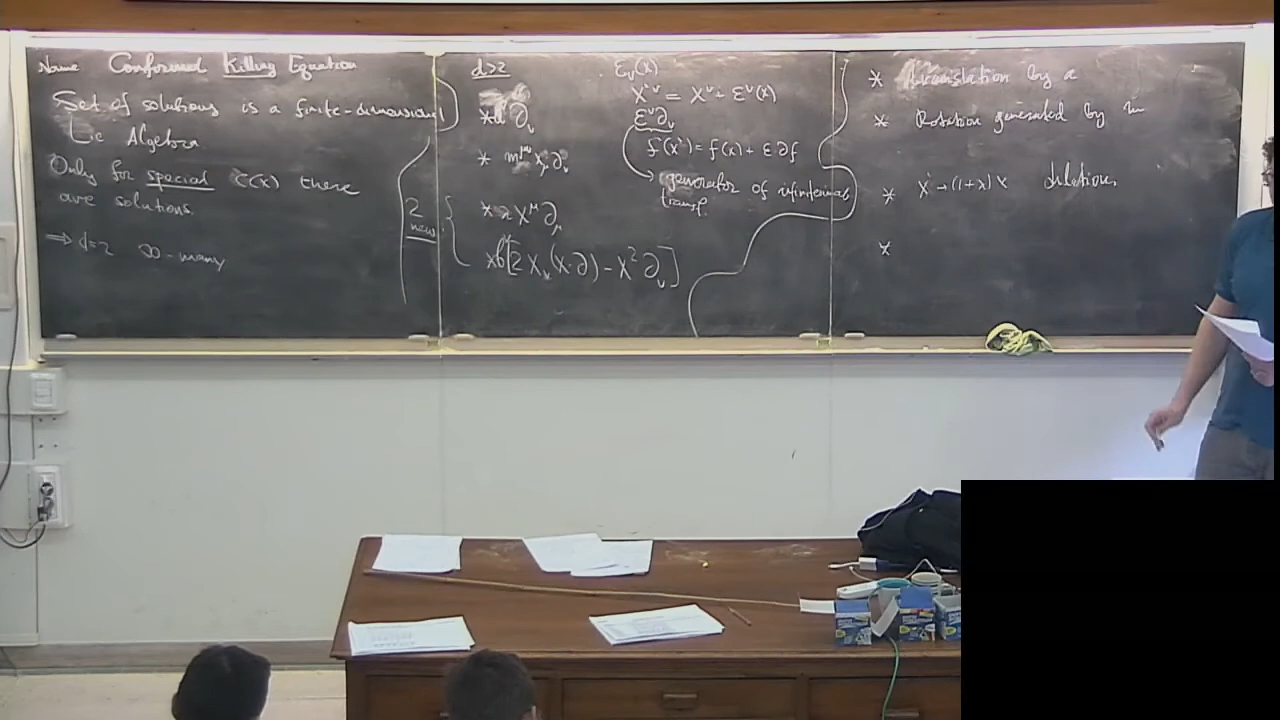 Name Conformal Killing Equation
Set of solutions is a finite-dimensional
Lie Algebra
Only for special C(x) there
are solutions.
⇒ d=2 ∞-many
d>2
* ∂_ν
* m^{μν} x_μ ∂_ν
2 new
* λ x^μ ∂_μ
* b[2 x_ν (x·∂) - x² ∂_ν]
ε_ν(x)
x'^ν = x^ν + ε^ν(x)
ε^ν ∂_ν
f(x') = f(x) + ε ∂f
→ generator of infinitesimal
transf.
* translation by a
* Rotation generated by m
* x' → (1+λ)x dilations
*